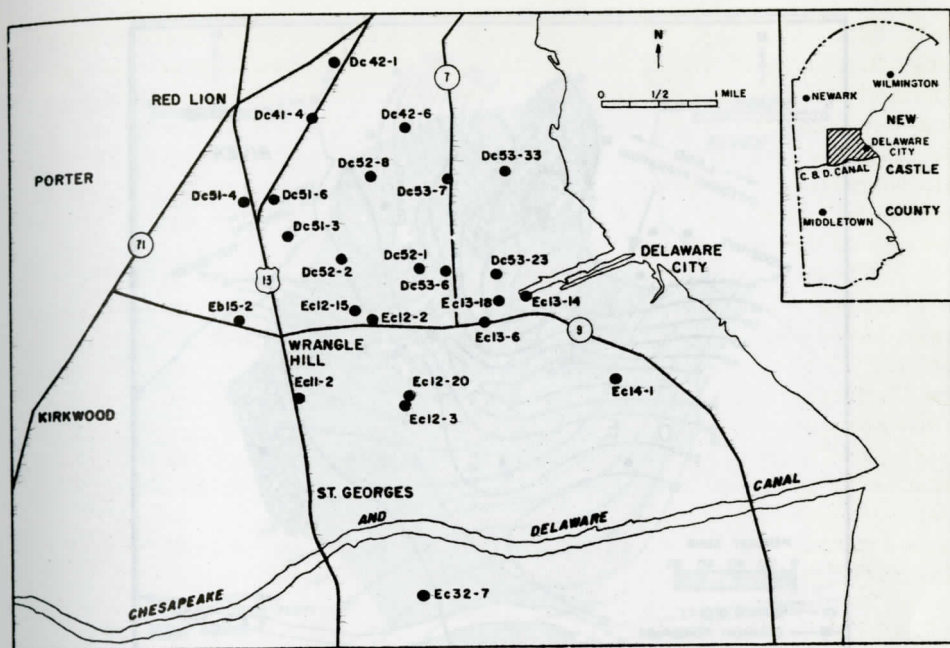 N
Dc 42-1
7
0 1/2 1 MILE
RED LION
Dc41-4
Dc42-6
Dc52-8
Dc53-33
PORTER
Dc53-7
Dc51-4
Dc51-6
Dc51-3
71
Dc52-1
Dc53-23
DELAWARE
CITY
13
Dc52-2
Dc53-6
Eb15-2
Ec12-15
Ec12-2
Ec13-18
Ec13-14
Ec13-6
9
WRANGLE
HILL
Ec11-2
Ec12-20
Ec12-3
Ec14-1
KIRKWOOD
ST. GEORGES
CHESAPEAKE AND DELAWARE CANAL
Ec32-7
WILMINGTON
NEWARK
NEW
DELAWARE
CITY
C. & D. CANAL
CASTLE
MIDDLETOWN
COUNTY